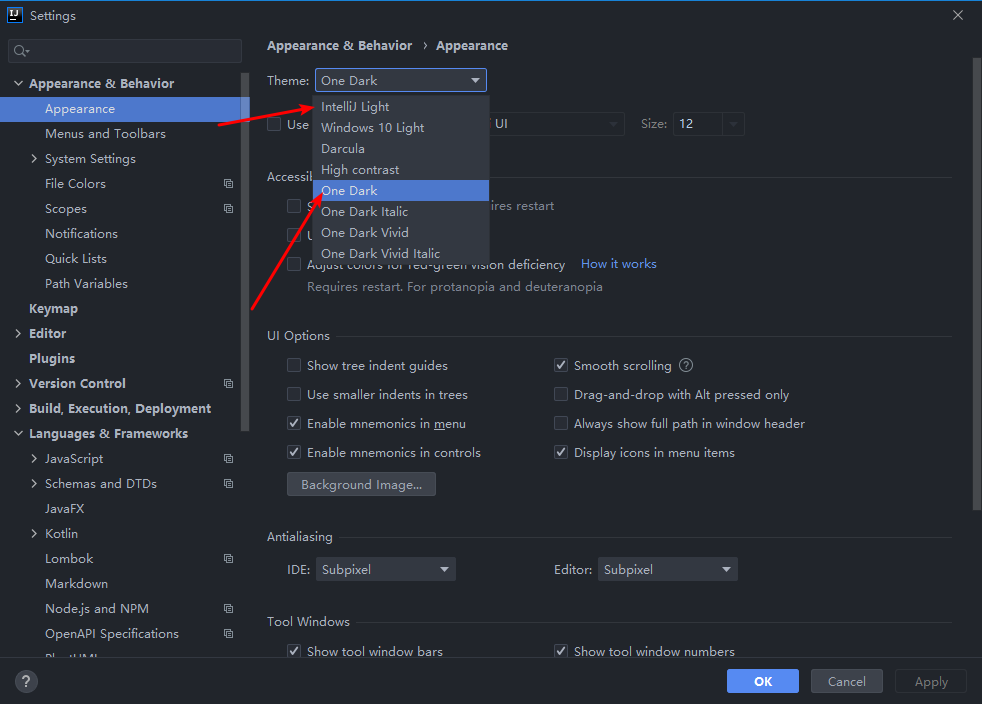 Settings
Appearance & Behavior
Appearance
Menus and Toolbars
System Settings
File Colors
Scopes
Notifications
Quick Lists
Path Variables
Keymap
Editor
Plugins
Version Control
Build, Execution, Deployment
Languages & Frameworks
JavaScript
Schemas and DTDs
JavaFX
Kotlin
Lombok
Markdown
Node.js and NPM
OpenAPI Specifications
Appearance & Behavior › Appearance
Theme: One Dark
IntelliJ Light
Windows 10 Light
Darcula
High contrast
One Dark
One Dark Italic
One Dark Vivid
One Dark Vivid Italic
Use UI Size: 12
Adjust colors for red-green vision deficiency How it works
Requires restart. For protanopia and deuteranopia
UI Options
Show tree indent guides Smooth scrolling ?
Use smaller indents in trees Drag-and-drop with Alt pressed only
Enable mnemonics in menu Always show full path in window header
Enable mnemonics in controls Display icons in menu items
Background Image...
Antialiasing
IDE: Subpixel Editor: Subpixel
Tool Windows
Show tool window bars Show tool window numbers
? OK Cancel Apply